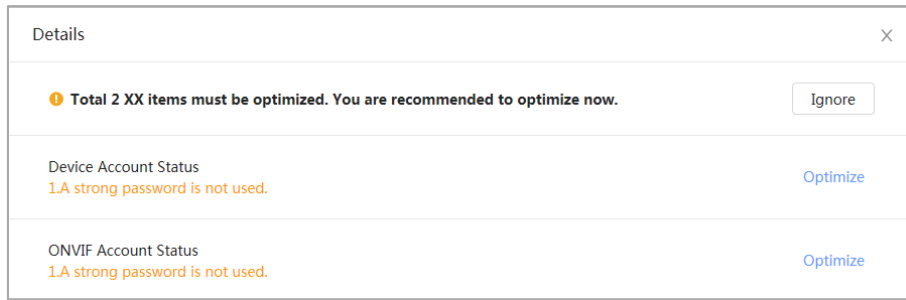 Details
Total 2 XX items must be optimized. You are recommended to optimize now.
Ignore
Device Account Status
1.A strong password is not used.
Optimize
ONVIF Account Status
1.A strong password is not used.
Optimize